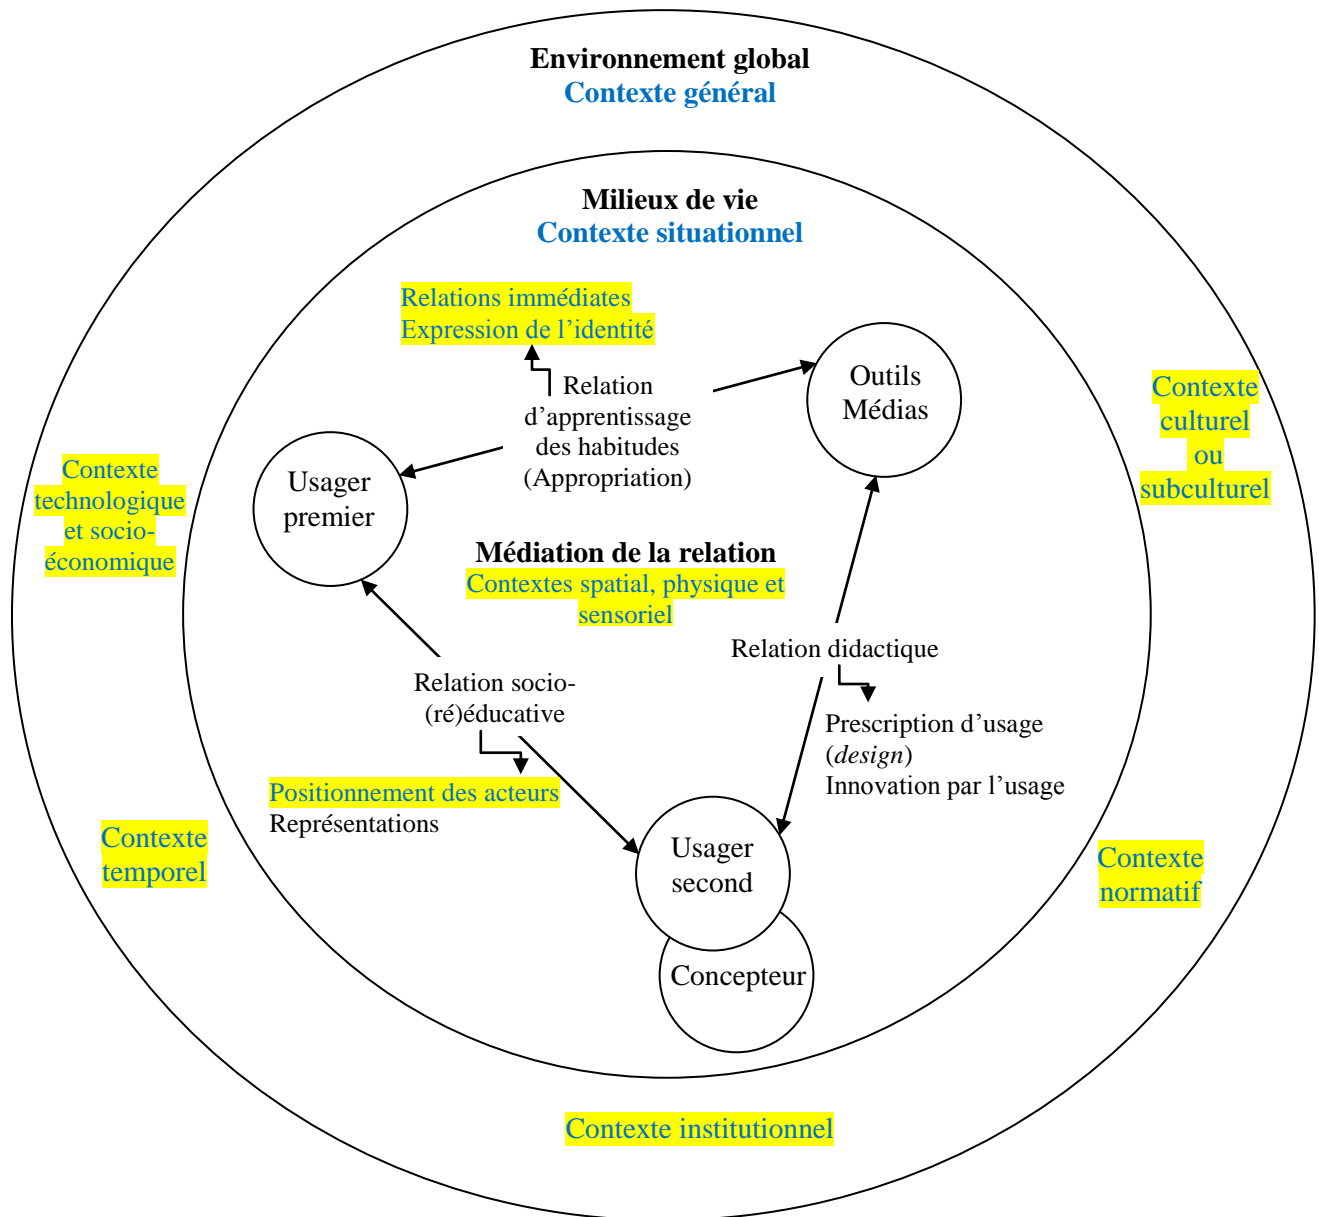 Environnement global
Contexte général
Milieux de vie
Contexte situationnel
Relations immédiates
Expression de l’identité
Relation
d’apprentissage
des habitudes
(Appropriation)
Outils
Médias
Contexte
culturel
ou
subculturel
Contexte
technologique
et socio-
économique
Usager
premier
Médiation de la relation
Contextes spatial, physique et
sensoriel
Relation didactique
Relation socio-
(ré)éducative
Prescription d’usage
(design)
Innovation par l’usage
Positionnement des acteurs
Représentations
Contexte
temporel
Usager
second
Contexte
normatif
Concepteur
Contexte institutionnel